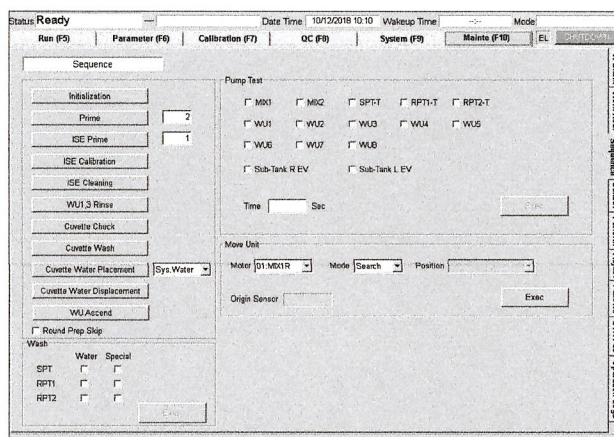 Status Ready --- Date Time 10/12/2018 10:10 Wakeup Time --:-- Mode
Run (F5) Parameter (F6) Calibration (F7) QC (F8) System (F9) Mainte (F10) EL SHUTDOWN
Sequence
Initialization
Prime 2
ISE Prime 1
ISE Calibration
ISE Cleaning
WU1,3 Rinse
Cuvette Check
Cuvette Wash
Cuvette Water Placement Sys.Water
Cuvette Water Displacement
WU Ascend
Round Prep Skip
Wash
Water Special
SPT
RPT1
RPT2
Exec
Pump Test
MIX1 MIX2 SPT-T RPT1-T RPT2-T
WU1 WU2 WU3 WU4 WU5
WU6 WU7 WU8
Sub-Tank R EV Sub-Tank L EV
Time Sec Exec
Move Unit
Motor 01:MIX1R Mode Search Position
Origin Sensor Exec
Sequence